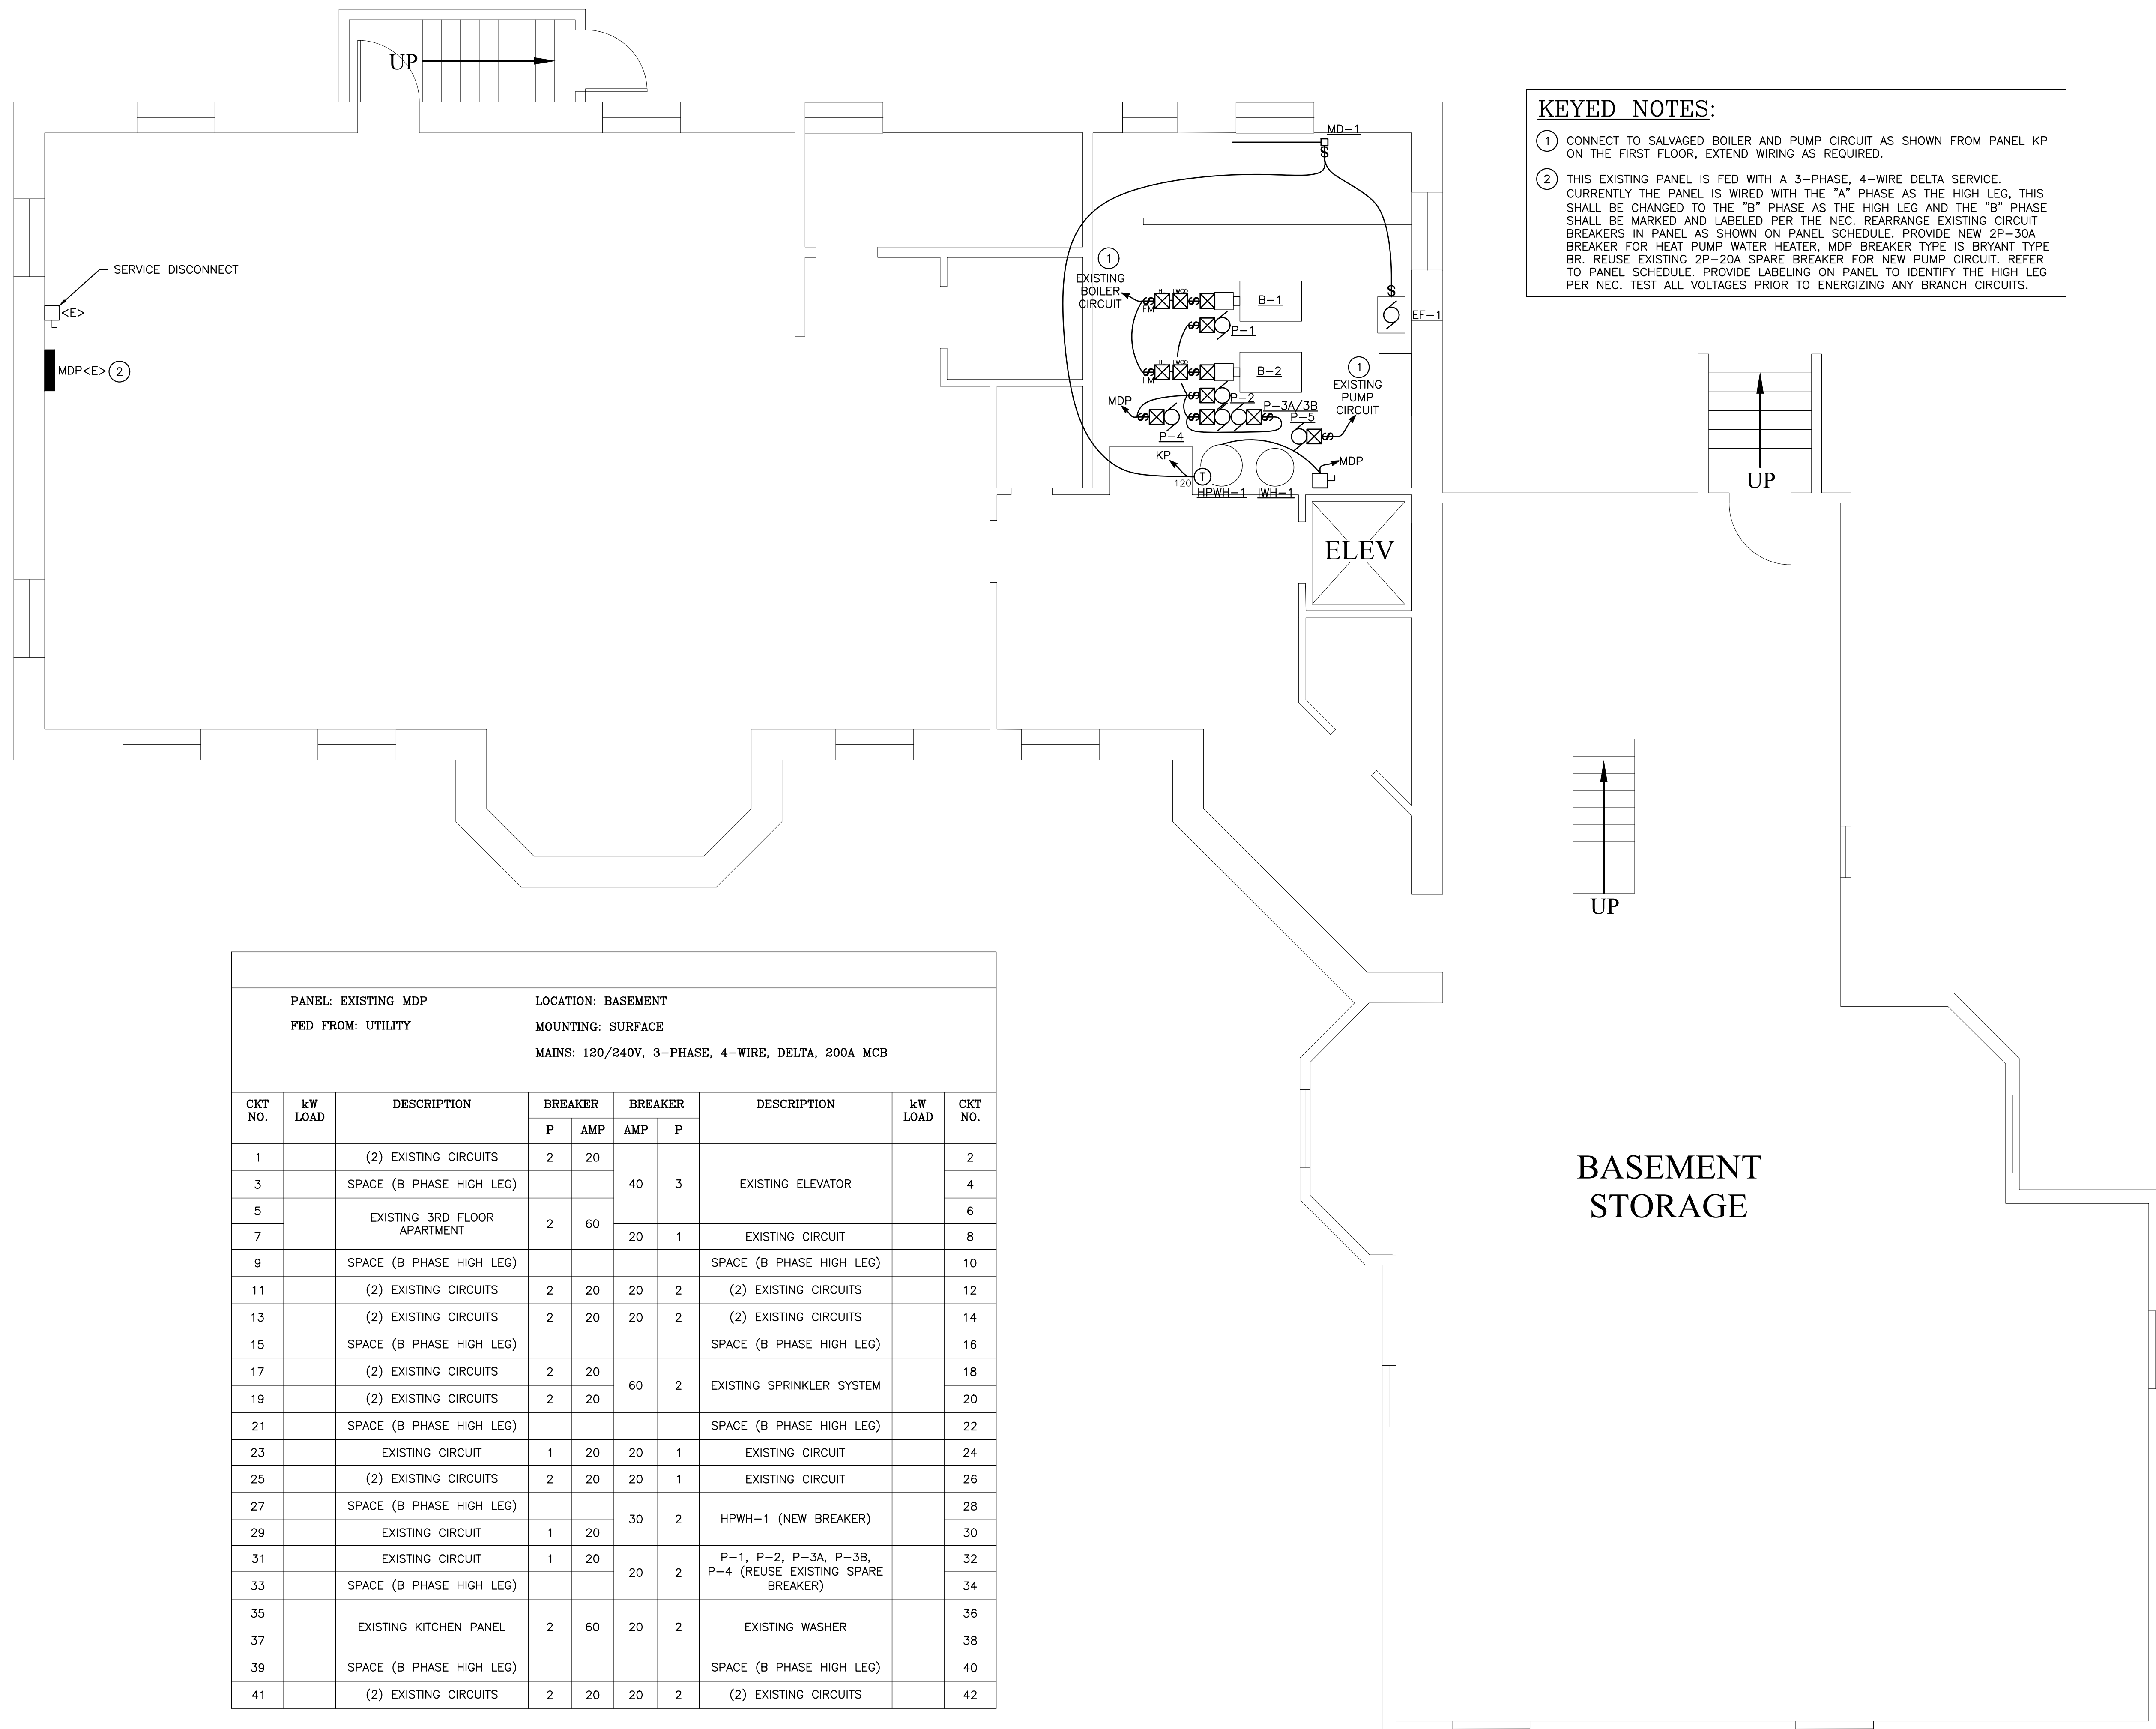 UP
KEYED NOTES:
1 CONNECT TO SALVAGED BOILER AND PUMP CIRCUIT AS SHOWN FROM PANEL KP
ON THE FIRST FLOOR, EXTEND WIRING AS REQUIRED.
2 THIS EXISTING PANEL IS FED WITH A 3-PHASE, 4-WIRE DELTA SERVICE.
CURRENTLY THE PANEL IS WIRED WITH THE "A" PHASE AS THE HIGH LEG, THIS
SHALL BE CHANGED TO THE "B" PHASE AS THE HIGH LEG AND THE "B" PHASE
SHALL BE MARKED AND LABELED PER THE NEC. REARRANGE EXISTING CIRCUIT
BREAKERS IN PANEL AS SHOWN ON PANEL SCHEDULE. PROVIDE NEW 2P-30A
BREAKER FOR HEAT PUMP WATER HEATER, MDP BREAKER TYPE IS BRYANT TYPE
BR. REUSE EXISTING 2P-20A SPARE BREAKER FOR NEW PUMP CIRCUIT. REFER
TO PANEL SCHEDULE. PROVIDE LABELING ON PANEL TO IDENTIFY THE HIGH LEG
PER NEC. TEST ALL VOLTAGES PRIOR TO ENERGIZING ANY BRANCH CIRCUITS.
MD-1
SERVICE DISCONNECT
<E>
MDP<E> 2
1
EXISTING
BOILER
CIRCUIT
$ HL LWCO $
FM
B-1
$ P-1
$
EF-1
$ HL LWCO $
FM
B-2
1
EXISTING
PUMP
CIRCUIT
$ P-2
MDP
$ $ P-3A/3B $
P-4
P-5
$
KP
MDP
120 T
HPWH-1 IWH-1
ELEV
UP
UP
BASEMENT
STORAGE
PANEL: EXISTING MDP LOCATION: BASEMENT
FED FROM: UTILITY MOUNTING: SURFACE
MAINS: 120/240V, 3-PHASE, 4-WIRE, DELTA, 200A MCB
CKT NO. kW LOAD DESCRIPTION BREAKER BREAKER DESCRIPTION kW LOAD CKT NO.
P AMP AMP P
1 (2) EXISTING CIRCUITS 2 20 2
3 SPACE (B PHASE HIGH LEG) 40 3 EXISTING ELEVATOR 4
5 EXISTING 3RD FLOOR APARTMENT 2 60 6
7 20 1 EXISTING CIRCUIT 8
9 SPACE (B PHASE HIGH LEG) SPACE (B PHASE HIGH LEG) 10
11 (2) EXISTING CIRCUITS 2 20 20 2 (2) EXISTING CIRCUITS 12
13 (2) EXISTING CIRCUITS 2 20 20 2 (2) EXISTING CIRCUITS 14
15 SPACE (B PHASE HIGH LEG) SPACE (B PHASE HIGH LEG) 16
17 (2) EXISTING CIRCUITS 2 20 60 2 EXISTING SPRINKLER SYSTEM 18
19 (2) EXISTING CIRCUITS 2 20 20
21 SPACE (B PHASE HIGH LEG) SPACE (B PHASE HIGH LEG) 22
23 EXISTING CIRCUIT 1 20 20 1 EXISTING CIRCUIT 24
25 (2) EXISTING CIRCUITS 2 20 20 1 EXISTING CIRCUIT 26
27 SPACE (B PHASE HIGH LEG) 30 2 HPWH-1 (NEW BREAKER) 28
29 EXISTING CIRCUIT 1 20 30
31 EXISTING CIRCUIT 1 20 20 2 P-1, P-2, P-3A, P-3B, P-4 (REUSE EXISTING SPARE BREAKER) 32
33 SPACE (B PHASE HIGH LEG) 34
35 EXISTING KITCHEN PANEL 2 60 20 2 EXISTING WASHER 36
37 38
39 SPACE (B PHASE HIGH LEG) SPACE (B PHASE HIGH LEG) 40
41 (2) EXISTING CIRCUITS 2 20 20 2 (2) EXISTING CIRCUITS 42